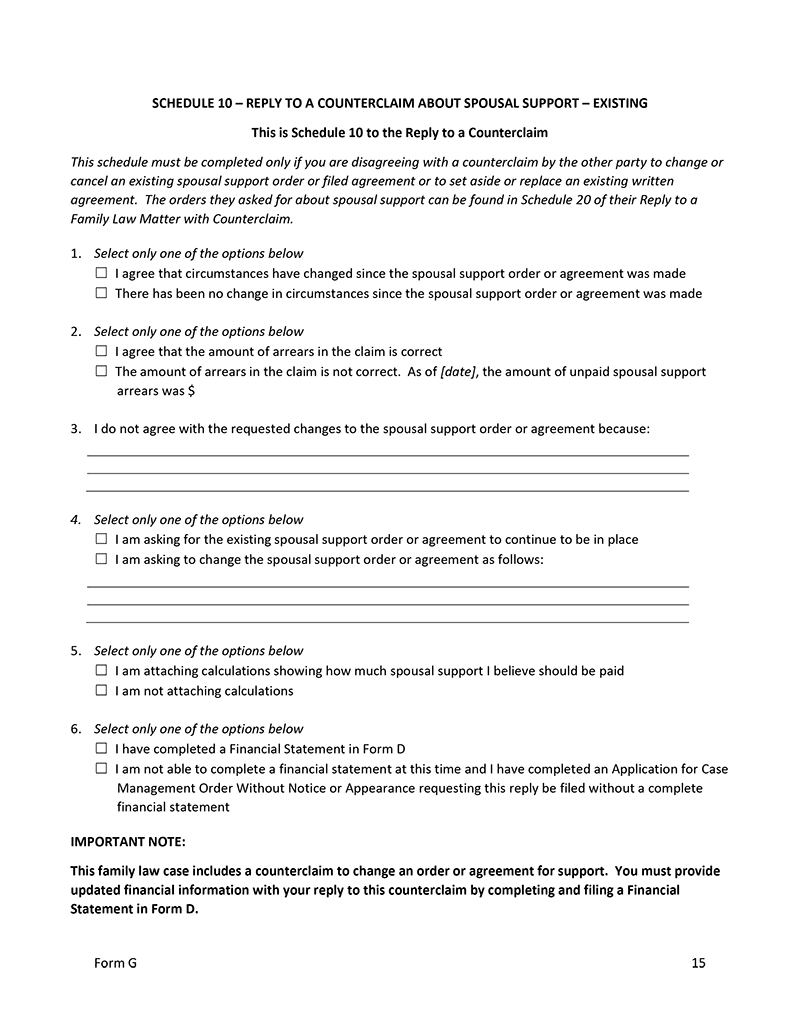 SCHEDULE 10 – REPLY TO A COUNTERCLAIM ABOUT SPOUSAL SUPPORT – EXISTING
This is Schedule 10 to the Reply to a Counterclaim
This schedule must be completed only if you are disagreeing with a counterclaim by the other party to change or
cancel an existing spousal support order or filed agreement or to set aside or replace an existing written
agreement.  The orders they asked for about spousal support can be found in Schedule 20 of their Reply to a
Family Law Matter with Counterclaim.
1. Select only one of the options below
☐ I agree that circumstances have changed since the spousal support order or agreement was made
☐ There has been no change in circumstances since the spousal support order or agreement was made
2. Select only one of the options below
☐ I agree that the amount of arrears in the claim is correct
☐ The amount of arrears in the claim is not correct.  As of [date], the amount of unpaid spousal support
arrears was $
3. I do not agree with the requested changes to the spousal support order or agreement because:
4. Select only one of the options below
☐ I am asking for the existing spousal support order or agreement to continue to be in place
☐ I am asking to change the spousal support order or agreement as follows:
5. Select only one of the options below
☐ I am attaching calculations showing how much spousal support I believe should be paid
☐ I am not attaching calculations
6. Select only one of the options below
☐ I have completed a Financial Statement in Form D
☐ I am not able to complete a financial statement at this time and I have completed an Application for Case
Management Order Without Notice or Appearance requesting this reply be filed without a complete
financial statement
IMPORTANT NOTE:
This family law case includes a counterclaim to change an order or agreement for support.  You must provide
updated financial information with your reply to this counterclaim by completing and filing a Financial
Statement in Form D.
Form G 15